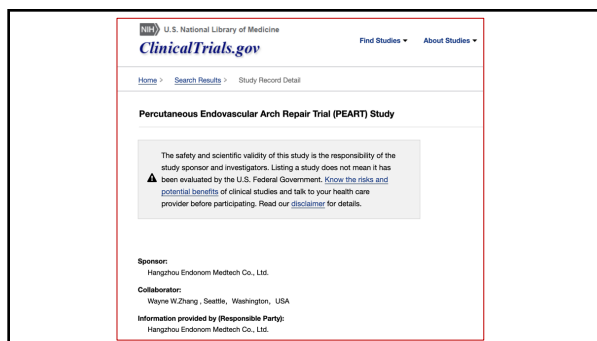 NIH U.S. National Library of Medicine
ClinicalTrials.gov
Find Studies ▼ About Studies ▼
Home > Search Results > Study Record Detail
Percutaneous Endovascular Arch Repair Trial (PEART) Study
The safety and scientific validity of this study is the responsibility of the
study sponsor and investigators. Listing a study does not mean it has
been evaluated by the U.S. Federal Government. Know the risks and
potential benefits of clinical studies and talk to your health care
provider before participating. Read our disclaimer for details.
Sponsor:
Hangzhou Endonom Medtech Co., Ltd.
Collaborator:
Wayne W.Zhang , Seattle, Washington, USA
Information provided by (Responsible Party):
Hangzhou Endonom Medtech Co., Ltd.